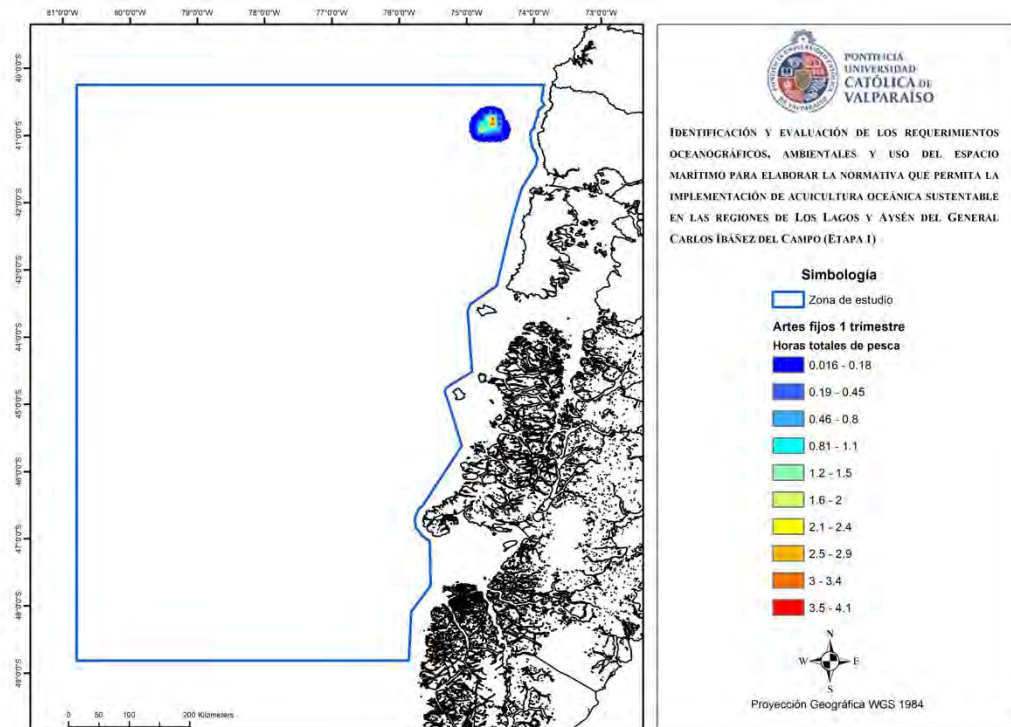 81°0'0"W 80°0'0"W 79°0'0"W 78°0'0"W 77°0'0"W 76°0'0"W 75°0'0"W 74°0'0"W 73°0'0"W
40°0'0"S
41°0'0"S
42°0'0"S
43°0'0"S
44°0'0"S
45°0'0"S
46°0'0"S
47°0'0"S
48°0'0"S
49°0'0"S
0 50 100 200 Kilometers
PONTIFICIA
UNIVERSIDAD
CATÓLICA DE
VALPARAÍSO
IDENTIFICACIÓN Y EVALUACIÓN DE LOS REQUERIMIENTOS
OCEANOGRÁFICOS, AMBIENTALES Y USO DEL ESPACIO
MARÍTIMO PARA ELABORAR LA NORMATIVA QUE PERMITA LA
IMPLEMENTACIÓN DE ACUICULTURA OCEÁNICA SUSTENTABLE
EN LAS REGIONES DE LOS LAGOS Y AYSÉN DEL GENERAL
CARLOS IBÁÑEZ DEL CAMPO (ETAPA I)
Simbología
Zona de estudio
Artes fijos 1 trimestre
Horas totales de pesca
0.016 - 0.18
0.19 - 0.45
0.46 - 0.8
0.81 - 1.1
1.2 - 1.5
1.6 - 2
2.1 - 2.4
2.5 - 2.9
3 - 3.4
3.5 - 4.1
N
W E
S
Proyección Geográfica WGS 1984